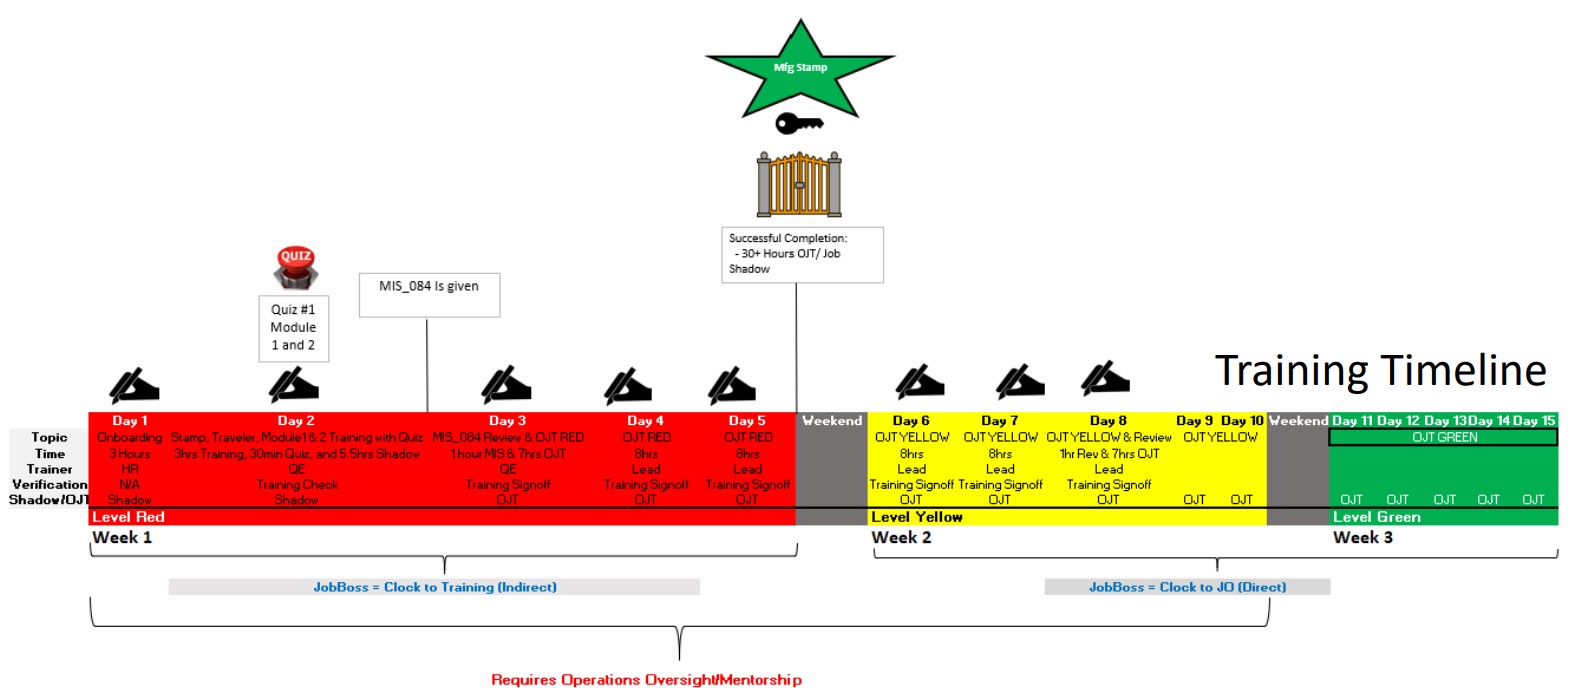 Mfg Stamp
Successful Completion:
- 30+ Hours OJT/ Job
Shadow
QUIZ
MIS_084 Is given
Quiz #1
Module
1 and 2
Training Timeline
Day 1 Day 2 Day 3 Day 4 Day 5 Weekend Day 6 Day 7 Day 8 Day 9 Day 10 Weekend Day 11 Day 12 Day 13 Day 14 Day 15
Topic Onboarding Stamp, Traveler, Module1 & 2 Training with Quiz MIS_084 Review & OJT RED OJT RED OJT RED OJT YELLOW OJT YELLOW OJT YELLOW & Review OJT YELLOW OJT GREEN
Time 3 Hours 3hrs Training, 30min Quiz, and 5.5hrs Shadow 1 hour MIS & 7hrs OJT 8hrs 8hrs 8hrs 8hrs 1hr Rev & 7hrs OJT
Trainer HR QE QE Lead Lead Lead Lead Lead
Verification N/A Training Check Training Signoff Training Signoff Training Signoff Training Signoff Training Signoff Training Signoff
Shadow/OJT Shadow Shadow OJT OJT OJT OJT OJT OJT OJT OJT OJT OJT OJT OJT OJT
Level Red Level Yellow Level Green
Week 1 Week 2 Week 3
JobBoss = Clock to Training (Indirect) JobBoss = Clock to JO (Direct)
Requires Operations Oversight/Mentorship